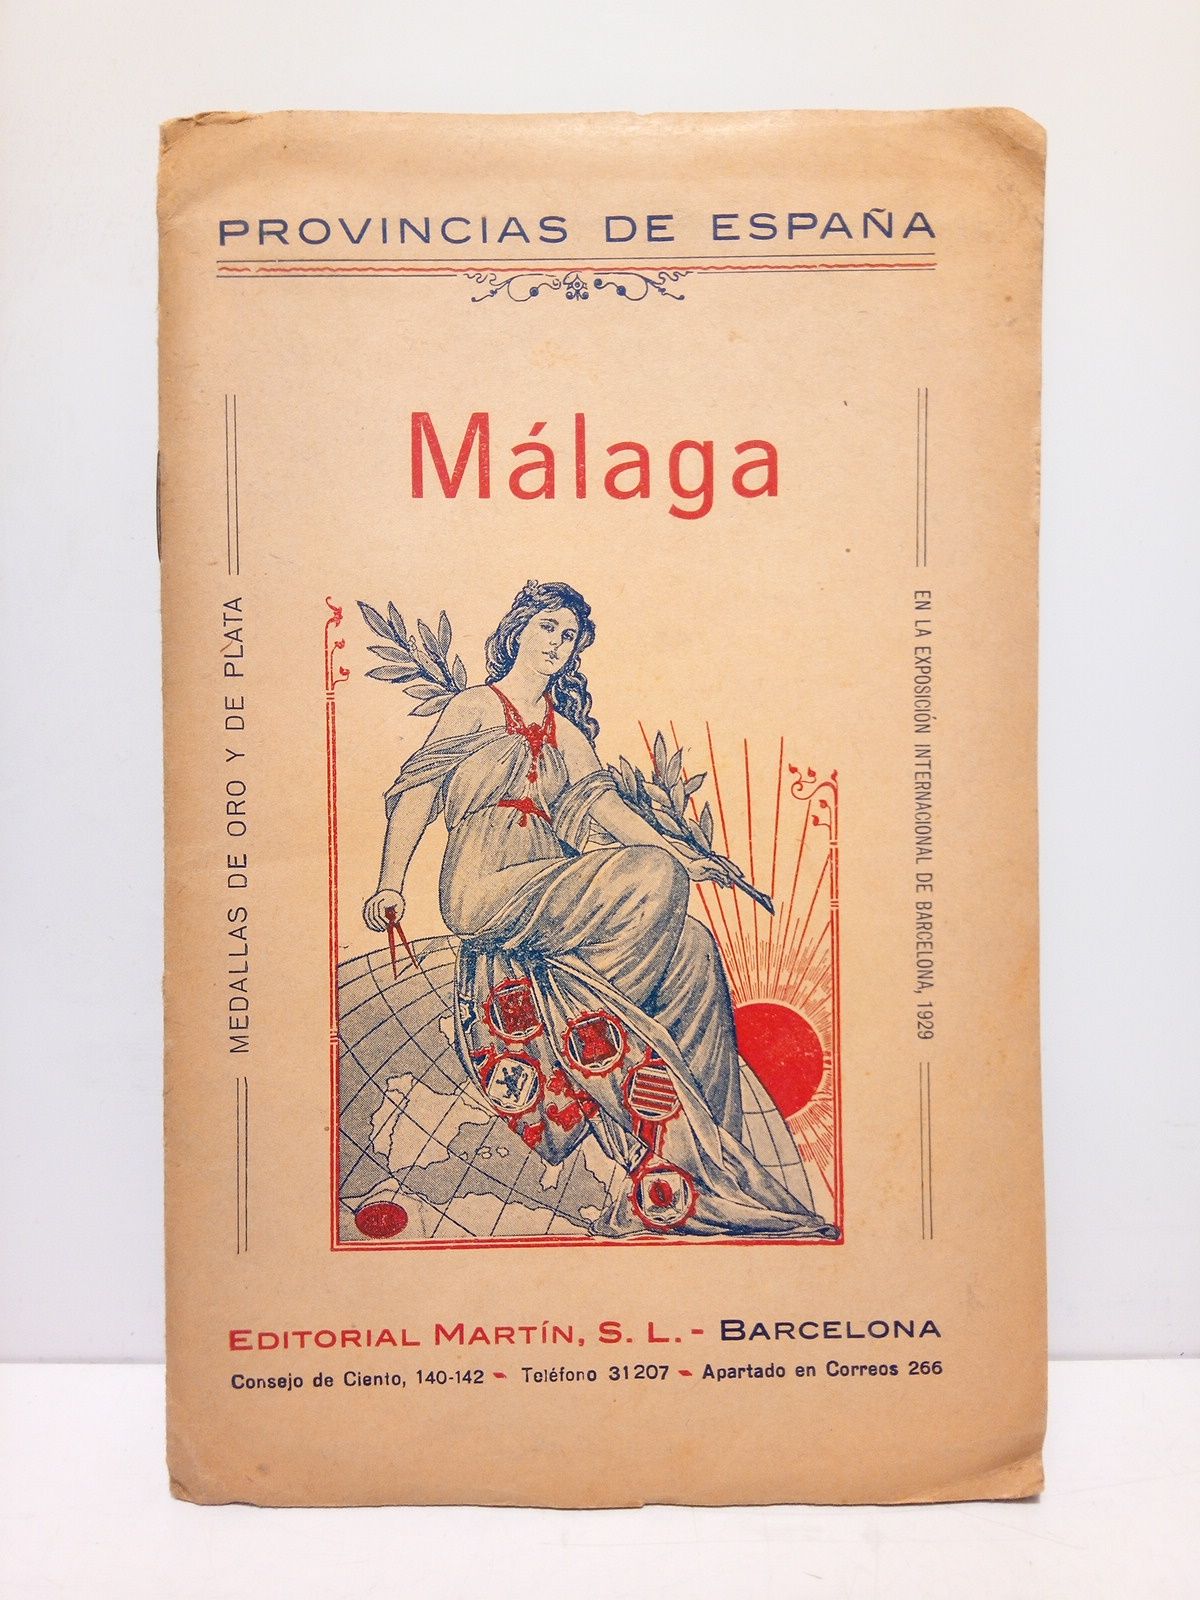 PROVINCIAS DE ESPAÑA
Málaga
MEDALLAS DE ORO Y DE PLATA
EN LA EXPOSICIÓN INTERNACIONAL DE BARCELONA, 1929
EDITORIAL MARTÍN, S. L. - BARCELONA
Consejo de Ciento, 140-142 - Teléfono 31207 - Apartado en Correos 266